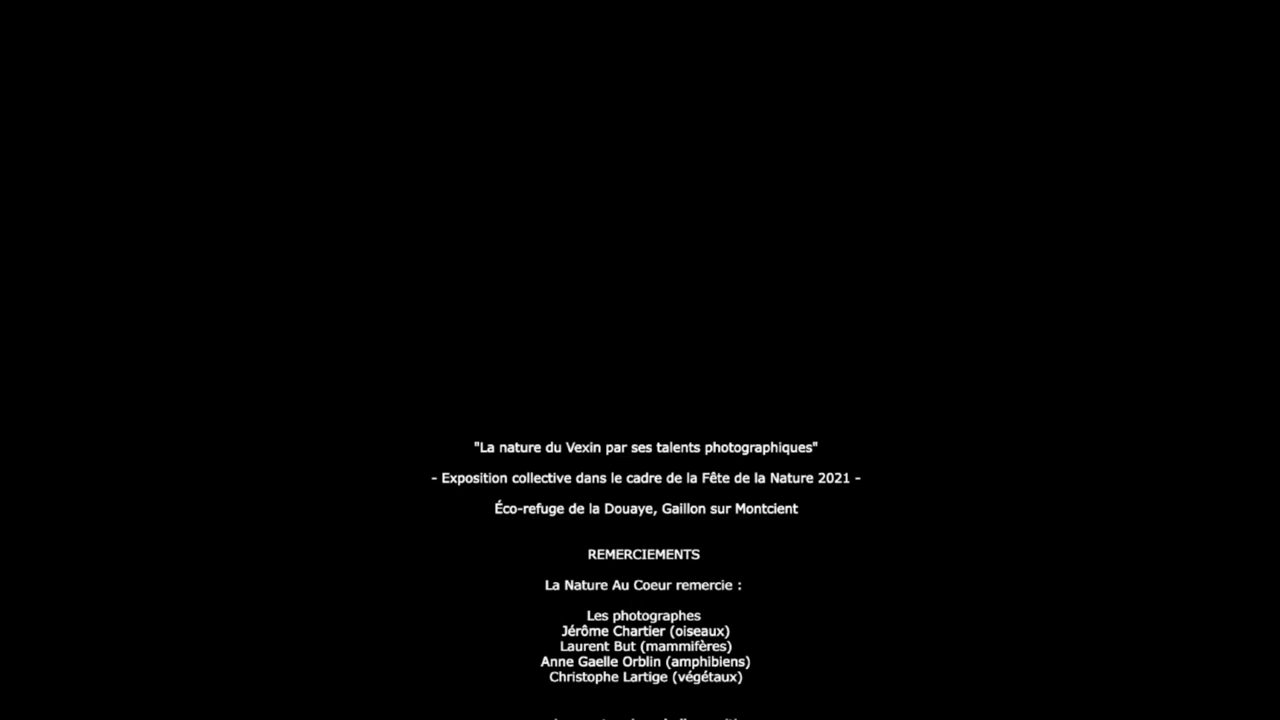 "La nature du Vexin par ses talents photographiques"
- Exposition collective dans le cadre de la Fête de la Nature 2021 -
Éco-refuge de la Douaye, Gaillon sur Montcient
REMERCIEMENTS
La Nature Au Coeur remercie :
Les photographes
Jérôme Chartier (oiseaux)
Laurent But (mammifères)
Anne Gaelle Orblin (amphibiens)
Christophe Lartige (végétaux)